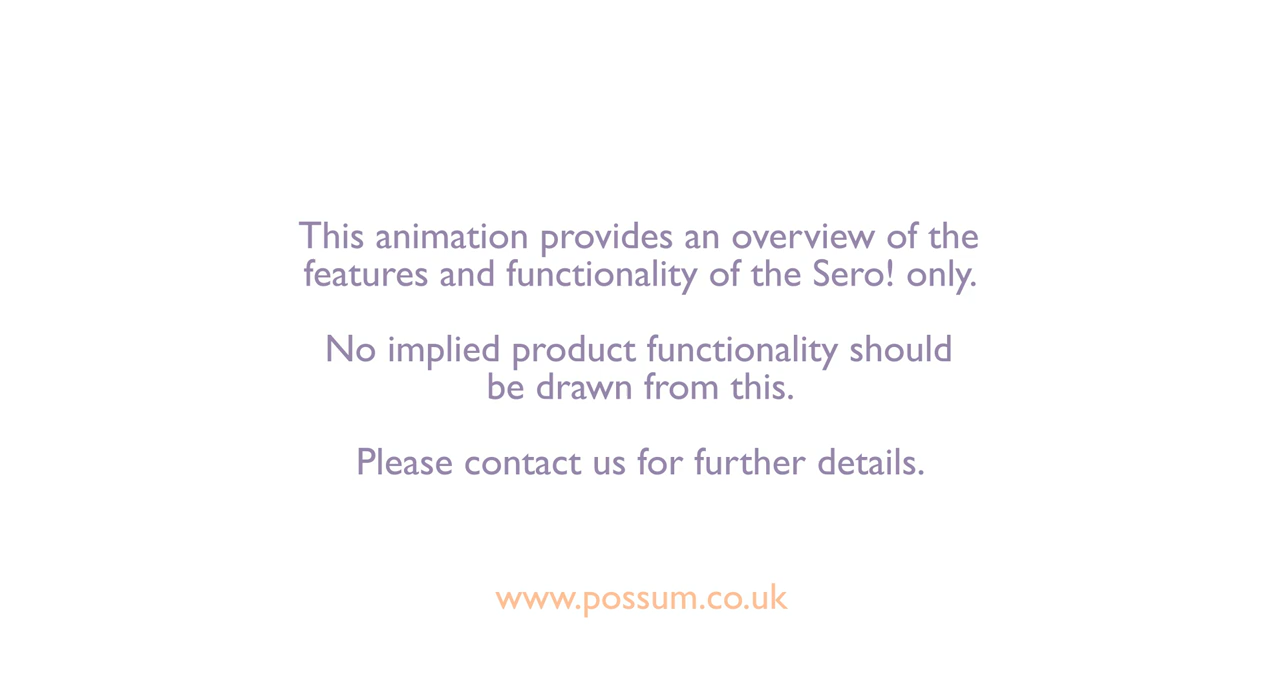 This animation provides an overview of the
features and functionality of the Sero! only.
No implied product functionality should
be drawn from this.
Please contact us for further details.
www.possum.co.uk